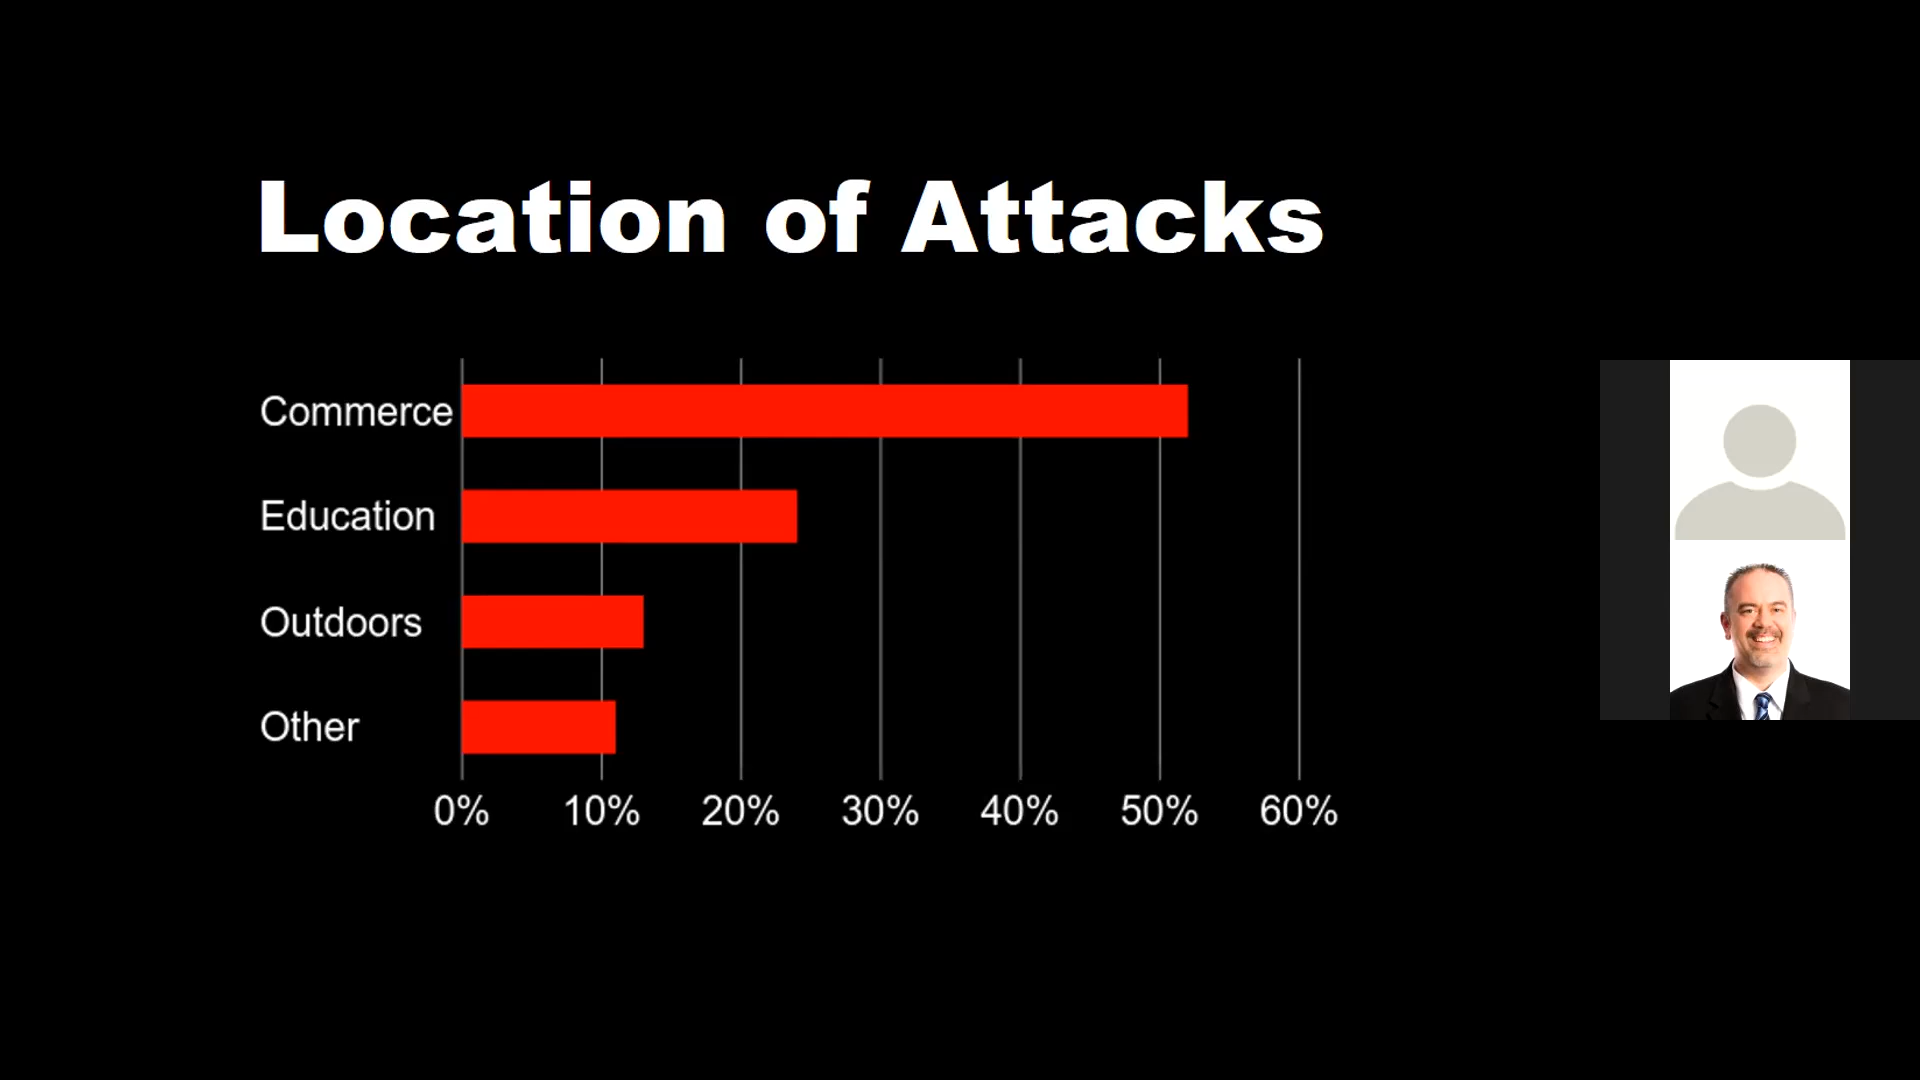 Location of Attacks
Commerce
Education
Outdoors
Other
0% 10% 20% 30% 40% 50% 60%